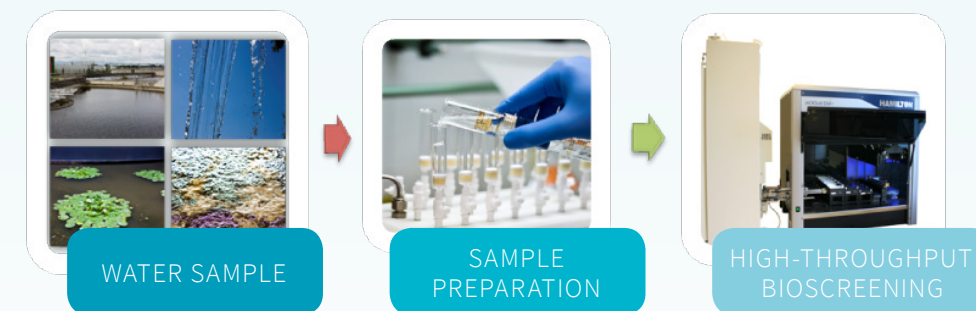 HAMILTON
WATER SAMPLE
SAMPLE
PREPARATION
HIGH-THROUGHPUT
BIOSCREENING